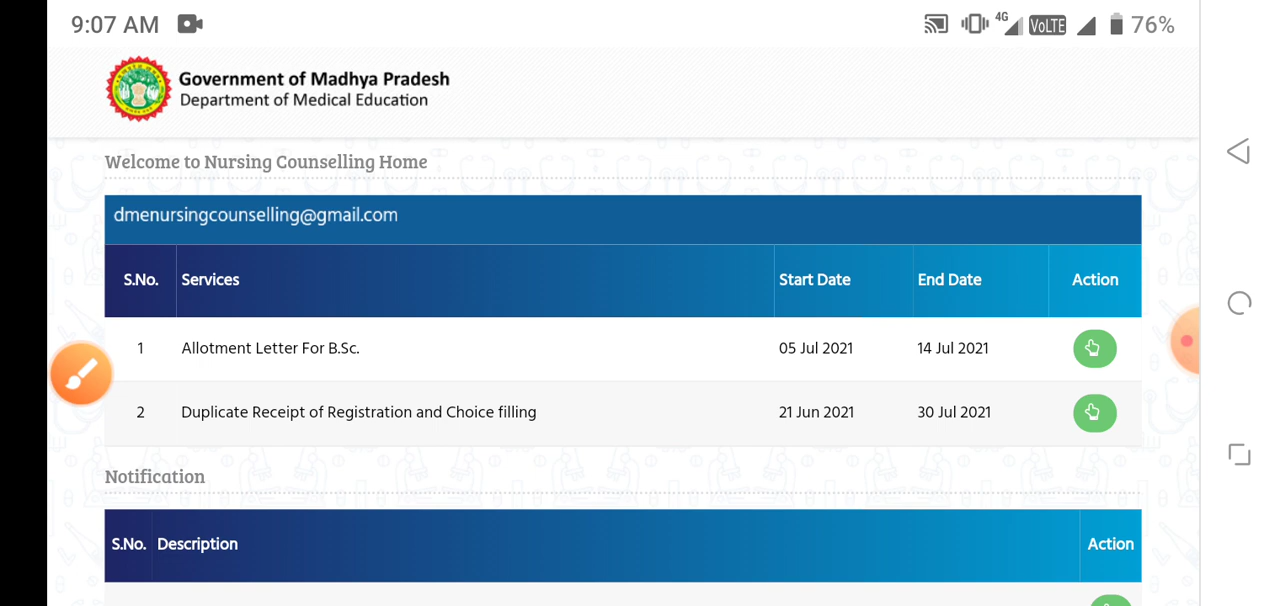 9:07 AM 4G VoLTE 76%
Government of Madhya Pradesh
Department of Medical Education
Welcome to Nursing Counselling Home
dmenursingcounselling@gmail.com
S.No. Services Start Date End Date Action
1 Allotment Letter For B.Sc. 05 Jul 2021 14 Jul 2021
2 Duplicate Receipt of Registration and Choice filling 21 Jun 2021 30 Jul 2021
Notification
S.No. Description Action